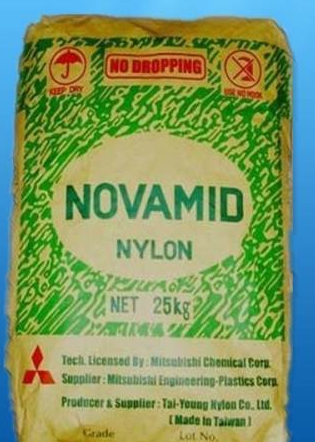 NO DROPPING
KEEP DRY
USE NO HOOK
NOVAMID
NYLON
NET 25kg
Tech. Licensed By : Mitsubishi Chemical Corp.
Supplier : Mitsubishi Engineering-Plastics Corp.
Producer & Supplier : Tai-Young Nylon Co., Ltd.
( Made In Taiwan )
Grade Lot No.